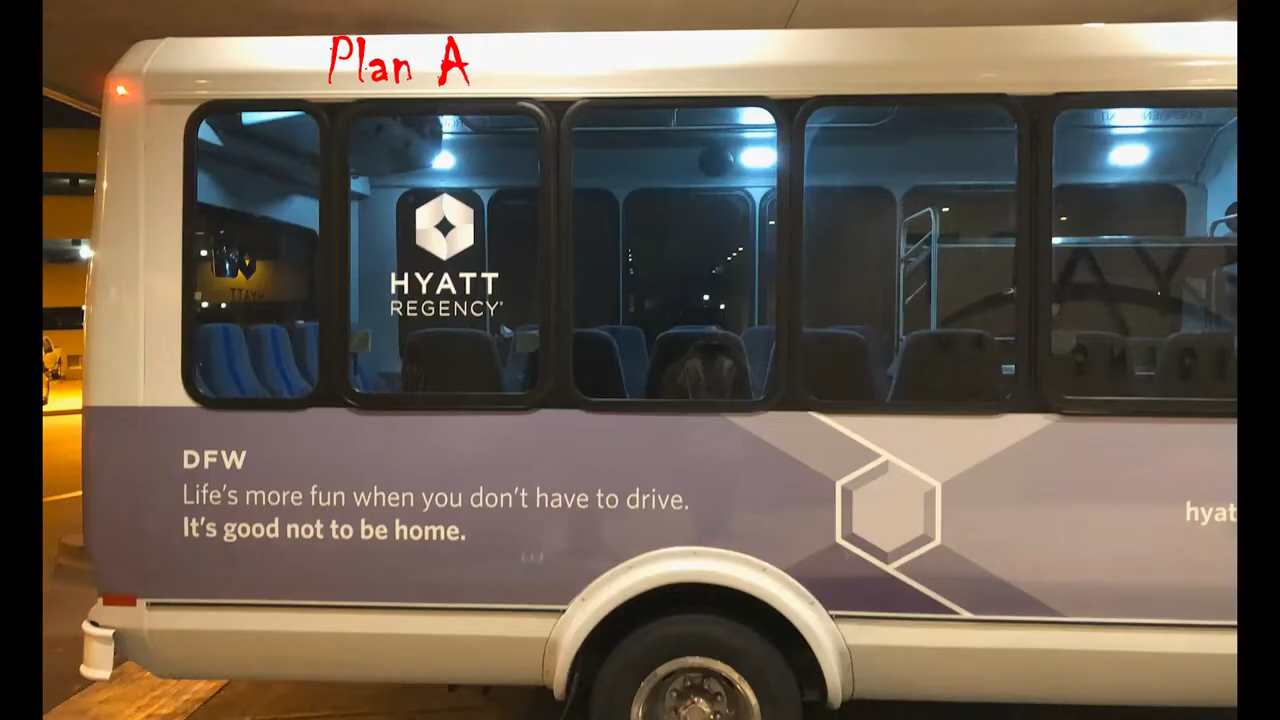 Plan A
HYATT
REGENCY
DFW
Life's more fun when you don't have to drive.
It's good not to be home.
hyat